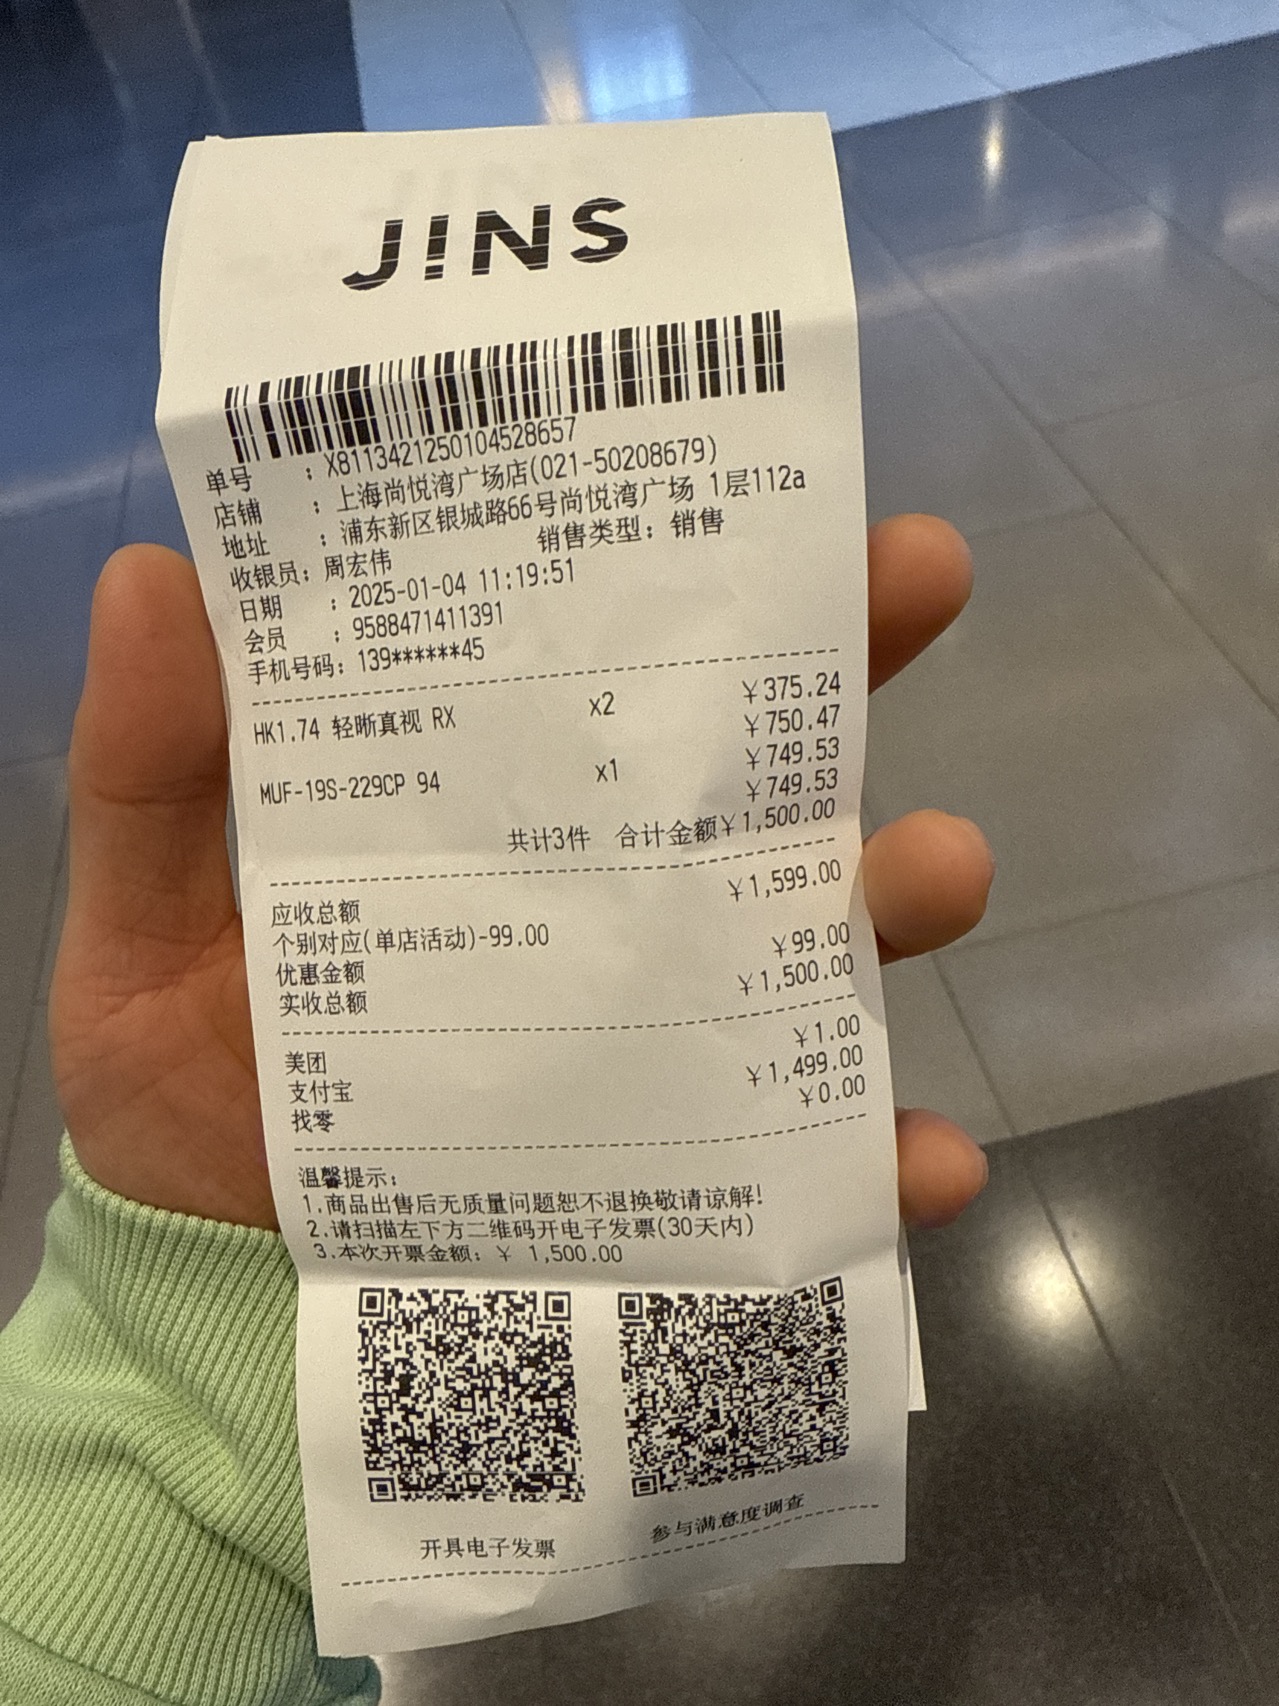 J!NS
单号 : X8113421250104528657
店铺 : 上海尚悦湾广场店(021-50208679)
地址 : 浦东新区银城路66号尚悦湾广场 1层112a
收银员: 周宏伟 销售类型: 销售
日期 : 2025-01-04 11:19:51
会员 : 9588471411391
手机号码: 139******45
HK1.74 轻晰真视 RX x2 ￥375.24
￥750.47
MUF-19S-229CP 94 x1 ￥749.53
￥749.53
共计3件 合计金额￥1,500.00
应收总额 ￥1,599.00
个别对应(单店活动)-99.00
优惠金额 ￥99.00
实收总额 ￥1,500.00
美团 ￥1.00
支付宝 ￥1,499.00
找零 ￥0.00
温馨提示:
1.商品出售后无质量问题恕不退换敬请谅解!
2.请扫描左下方二维码开电子发票(30天内)
3.本次开票金额: ￥ 1,500.00
开具电子发票 参与满意度调查